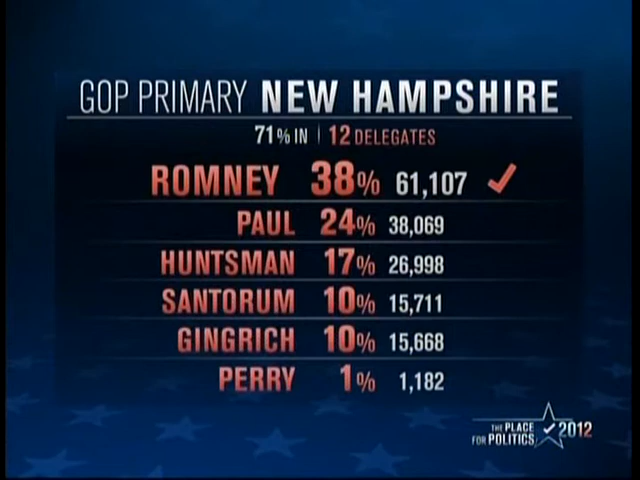 GOP PRIMARY NEW HAMPSHIRE
71% IN | 12 DELEGATES
ROMNEY 38% 61,107 ✓
PAUL 24% 38,069
HUNTSMAN 17% 26,998
SANTORUM 10% 15,711
GINGRICH 10% 15,668
PERRY 1% 1,182
THE PLACE
FOR POLITICS 2012